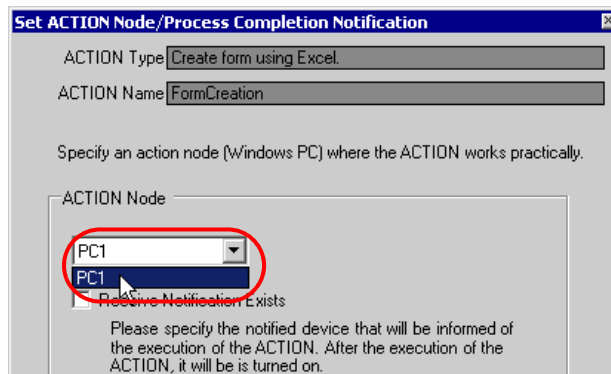 Set ACTION Node/Process Completion Notification
ACTION Type Create form using Excel.
ACTION Name FormCreation
Specify an action node (Windows PC) where the ACTION works practically.
ACTION Node
PC1
PC1
Receive Notification Exists
Please specify the notified device that will be informed of
the execution of the ACTION. After the execution of the
ACTION, it will be is turned on.